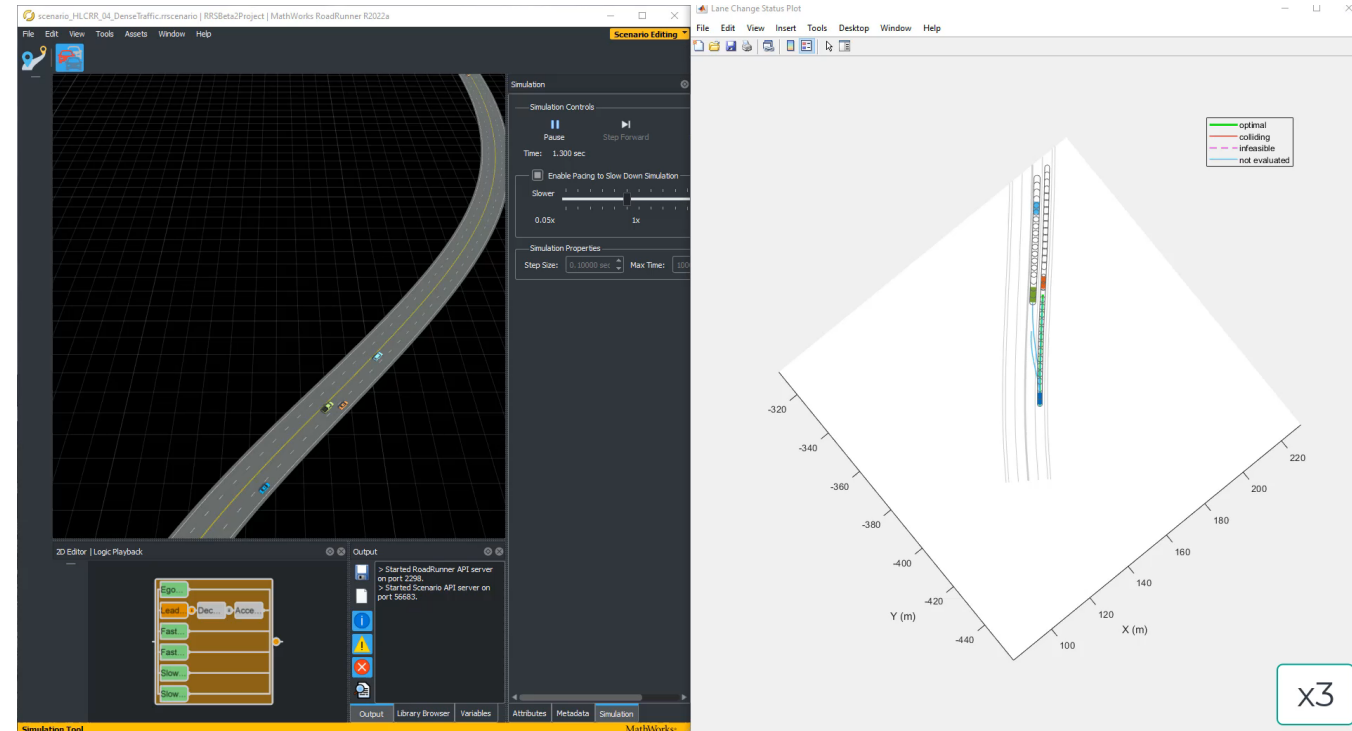 scenario_HLCRR_04_DenseTraffic.rrscenario | RRSBeta2Project | MathWorks RoadRunner R2022a
File Edit View Tools Assets Window Help
Scenario Editing
Simulation
Simulation Controls
Pause
Step Forward
Time: 1.300 sec
Enable Pacing to Slow Down Simulation
Slower
0.05x
1x
Simulation Properties
Step Size: 0.10000 sec
Max Time: 100
2D Editor | Logic Playback
Ego...
Lead...
Dec...
Acce...
Fast...
Fast...
Slow...
Slow...
Output
> Started RoadRunner API server
on port 2298.
> Started Scenario API server on
port 56683.
Output
Library Browser
Variables
Attributes
Metadata
Simulation
Simulation Tool
MathWorks
Lane Change Status Plot
File Edit View Insert Tools Desktop Window Help
optimal
colliding
infeasible
not evaluated
-320
-340
-360
-380
-400
-420
-440
Y (m)
220
200
180
160
140
120
100
X (m)
x3